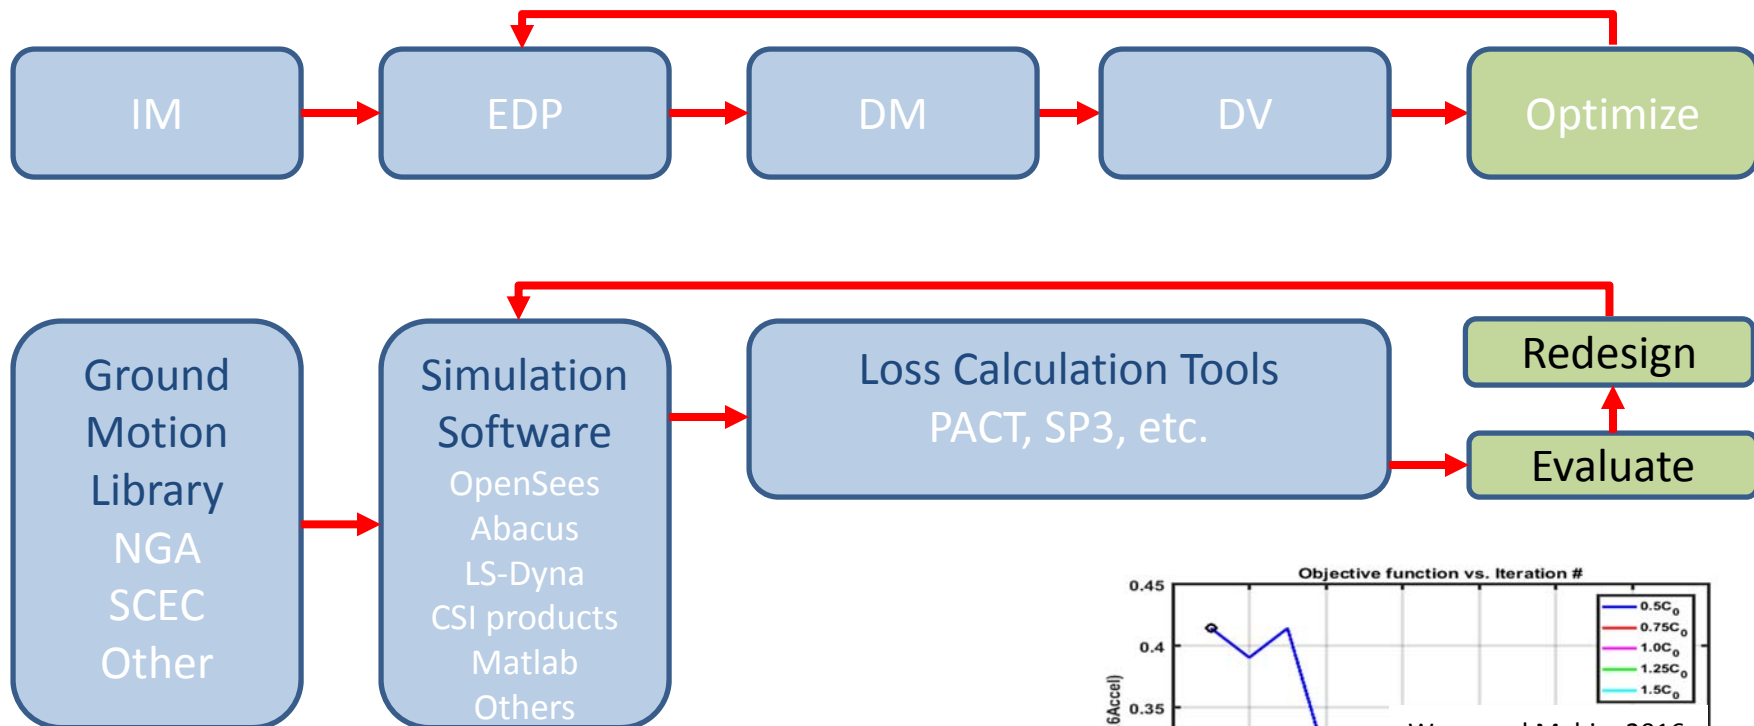 IM
EDP
DM
DV
Optimize
Ground
Motion
Library
NGA
SCEC
Other
Simulation
Software
OpenSees
Abacus
LS-Dyna
CSI products
Matlab
Others
Loss Calculation Tools
PACT, SP3, etc.
Redesign
Evaluate
Objective function vs. Iteration #
0.45
0.4
0.35
6Accel)
0.5C0
0.75C0
1.0C0
1.25C0
1.5C0
2016